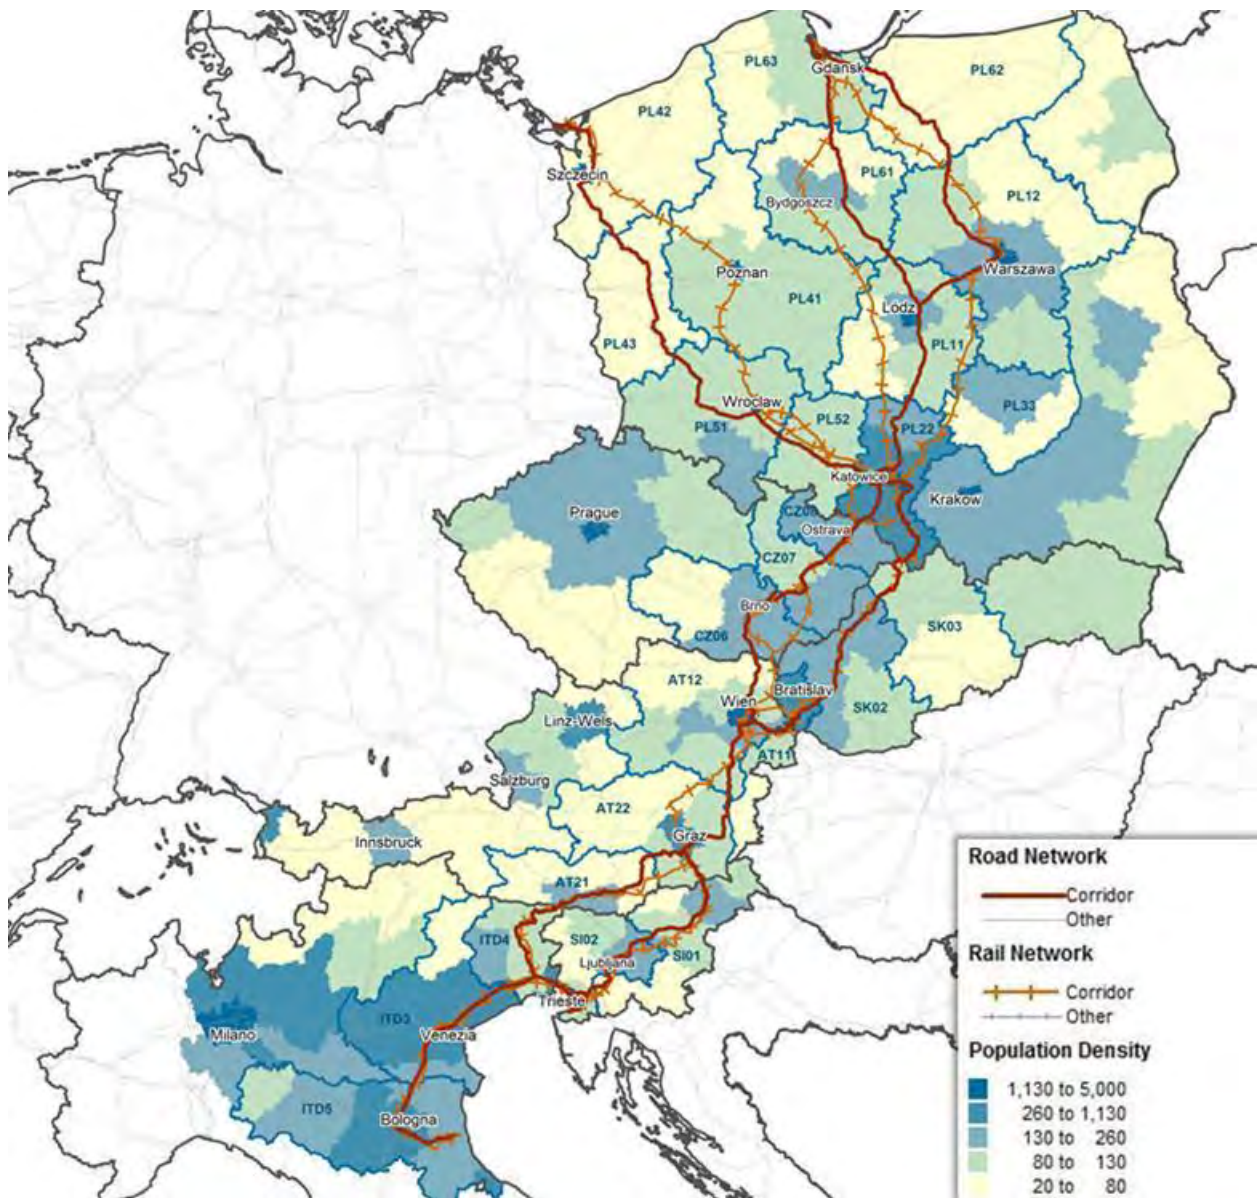 Gdańsk
PL63
PL62
PL42
Szczecin
PL61
PL12
Bydgoszcz
Poznan
Warszawa
PL41
Lodz
PL43
PL11
Wroclaw
PL33
PL52
PL22
PL51
Katowice
Krakow
Prague
Ostrava
CZ07
Brno
SK03
CZ06
AT12
Bratislav
Wien
SK02
Linz-Wels
AT11
Salzburg
AT22
Innsbruck
Graz
AT21
ITD4
SI02
Ljubljana
SI01
Trieste
ITD3
Milano
Venezia
ITD5
Bologna
Road Network
Corridor
Other
Rail Network
Corridor
Other
Population Density
1,130 to 5,000
260 to 1,130
130 to 260
80 to 130
20 to 80